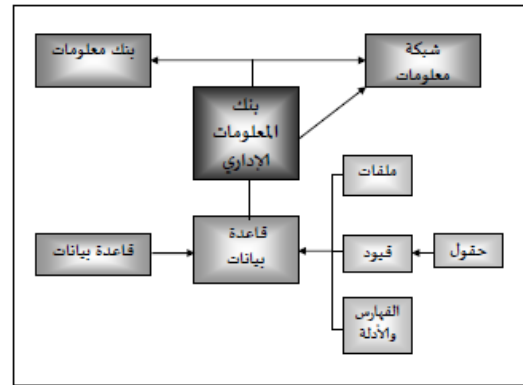 شبكة
معلومات
بنك معلومات
بنك
المعلومات
الإداري
ملفات
قاعدة
بيانات
قاعدة بيانات
قيود
حقول
الفهارس
والأدلة